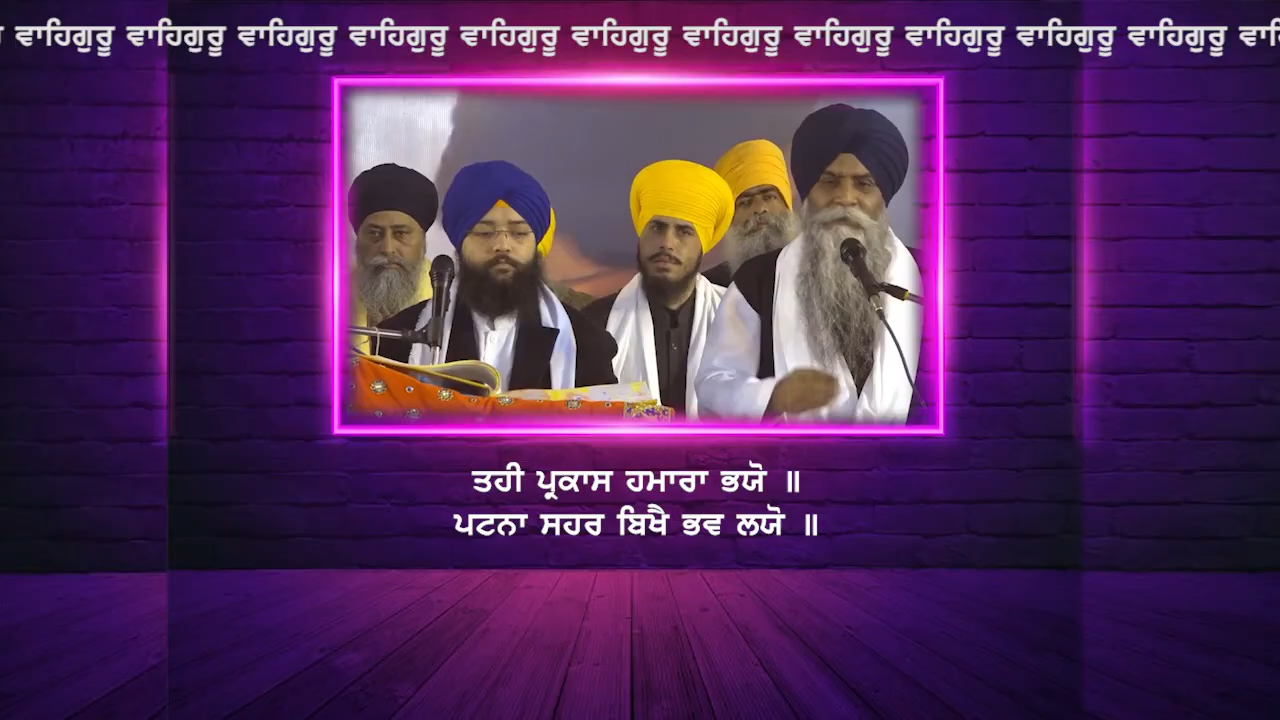 ਵਾਹਿਗੁਰੂ ਵਾਹਿਗੁਰੂ ਵਾਹਿਗੁਰੂ ਵਾਹਿਗੁਰੂ ਵਾਹਿਗੁਰੂ ਵਾਹਿਗੁਰੂ ਵਾਹਿਗੁਰੂ ਵਾਹਿਗੁਰੂ ਵਾਹਿਗੁਰੂ ਵਾਹਿਗੁਰੂ ਵਾਹਿਗੁਰੂ
ਤਹੀ ਪ੍ਰਕਾਸ ਹਮਾਰਾ ਭਯੋ ॥
ਪਟਨਾ ਸਹਰ ਬਿਖੈ ਭਵ ਲਯੋ ॥